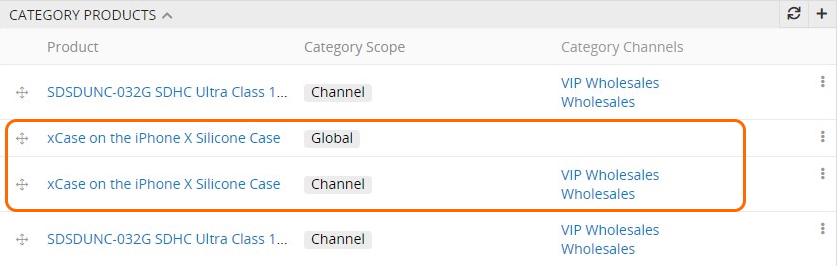 CATEGORY PRODUCTS
Product Category Scope Category Channels
SDSDUNC-032G SDHC Ultra Class 1... Channel VIP Wholesales
Wholesales
xCase on the iPhone X Silicone Case Global
xCase on the iPhone X Silicone Case Channel VIP Wholesales
Wholesales
SDSDUNC-032G SDHC Ultra Class 1... Channel VIP Wholesales
Wholesales